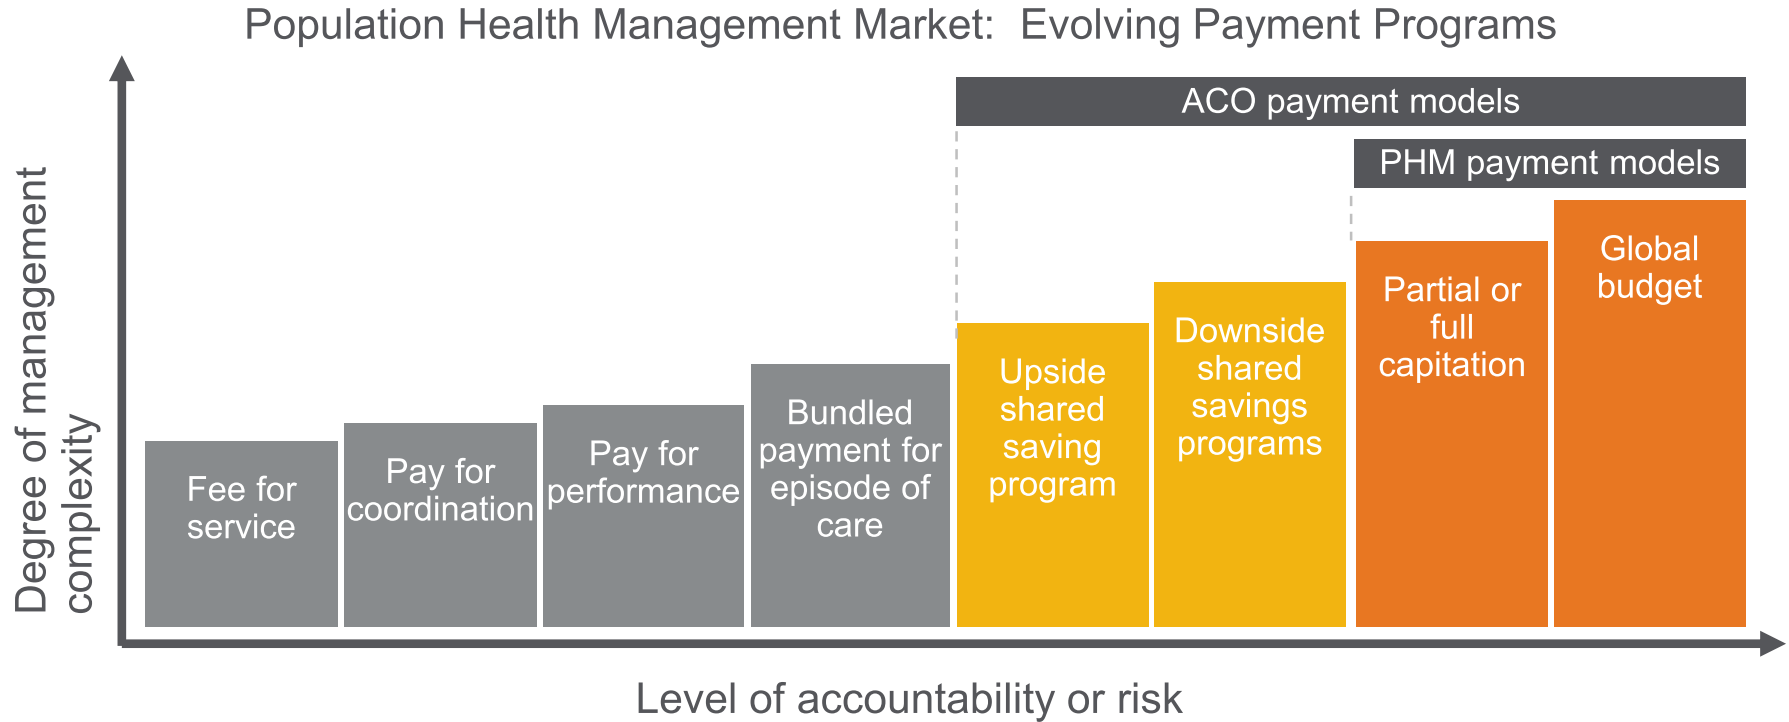 Population Health Management Market: Evolving Payment Programs
ACO payment models
PHM payment models
Degree of management
complexity
Fee for
service
Pay for
coordination
Pay for
performance
Bundled
payment for
episode of
care
Upside
shared
saving
program
Downside
shared
savings
programs
Partial or
full
capitation
Global
budget
Level of accountability or risk